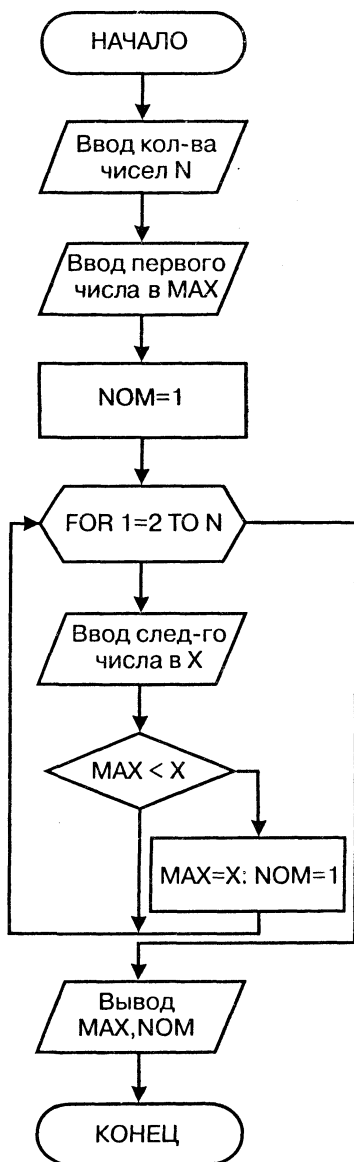 НАЧАЛО
Ввод кол-ва
чисел N
Ввод первого
числа в MAX
NOM=1
FOR 1=2 TO N
Ввод след-го
числа в X
MAX < X
MAX=X: NOM=1
Вывод
MAX,NOM
КОНЕЦ